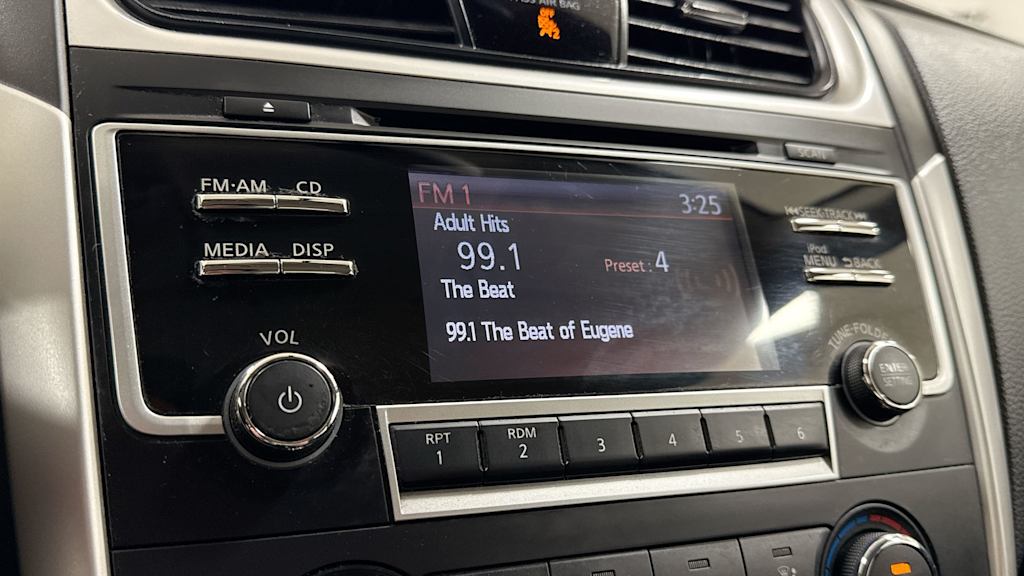 PASS AIR BAG
OFF
SCAN
FM·AM CD
MEDIA DISP
VOL
FM 1 3:25
Adult Hits
99.1 Preset : 4
The Beat
99.1 The Beat of Eugene
SEEK·TRACK
iPod
MENU BACK
TUNE·FOLDER
ENTER
SETTING
RPT RDM
1 2 3 4 5 6